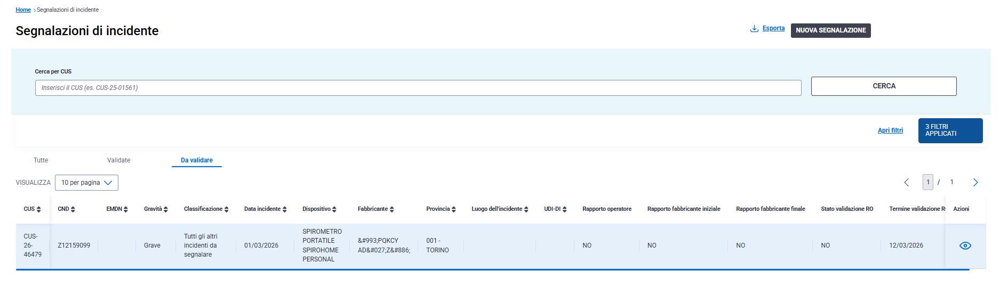 Home > Segnalazioni di incidente
Segnalazioni di incidente
Esporta
NUOVA SEGNALAZIONE
Cerca per CUS
Inserisci il CUS (es. CUS-25-01561)
CERCA
Apri filtri
3 FILTRI
APPLICATI
Tutte Validate Da validare
VISUALIZZA 10 per pagina
1 / 1
CUS CND EMDN Gravità Classificazione Data incidente Dispositivo Fabbricante Provincia Luogo dell'incidente UDI-DI Rapporto operatore Rapporto fabbricante iniziale Rapporto fabbricante finale Stato validazione RO Termine validazione Azioni
CUS-
26-
46479
Z12159099
Grave
Tutti gli altri
incidenti da
segnalare
01/03/2026
SPIROMETRO
PORTATILE
SPIROHOME
PERSONAL
&#993;PQKCY
AD&#027;Z&#886;
001 -
TORINO
NO
NO
NO
NO
12/03/2026